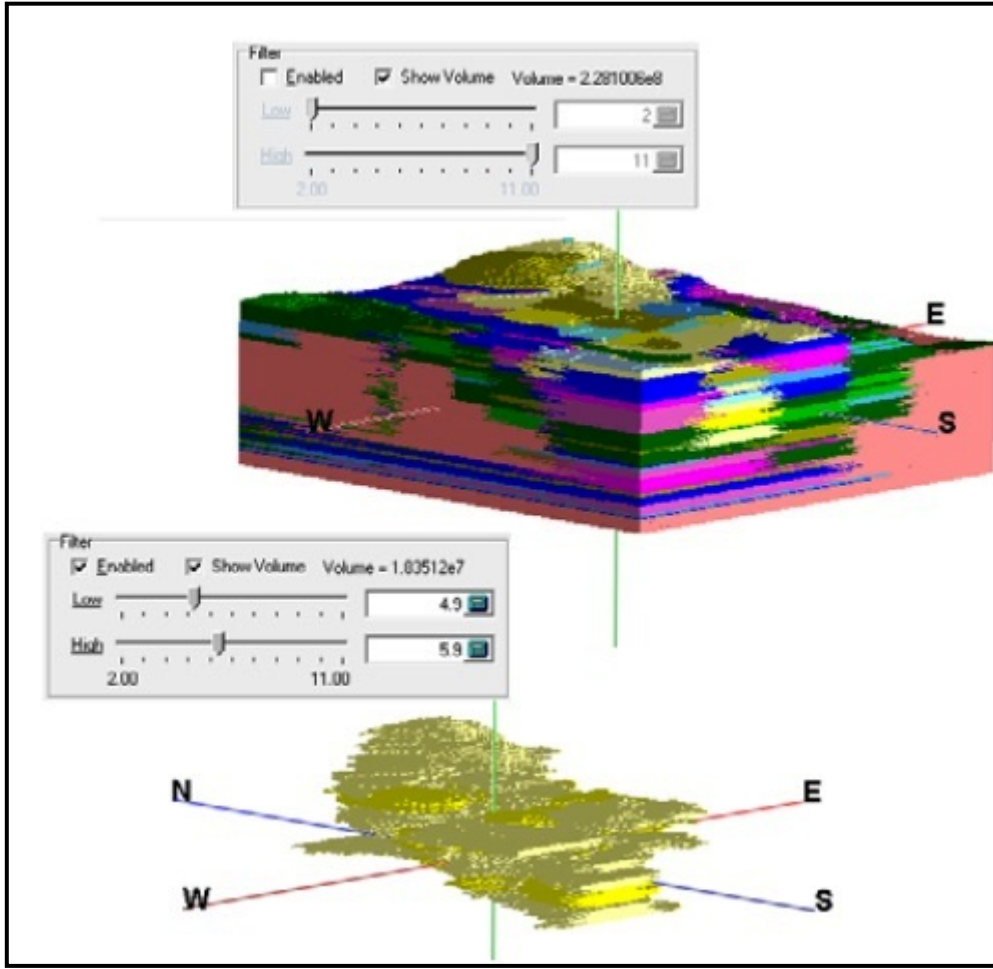 Filter
Enabled Show Volume Volume = 2.281006e8
Low 2
High 11
2.00 11.00
E
W
S
Filter
Enabled Show Volume Volume = 1.83512e7
Low 4.9
High 5.9
2.00 11.00
N E
W S